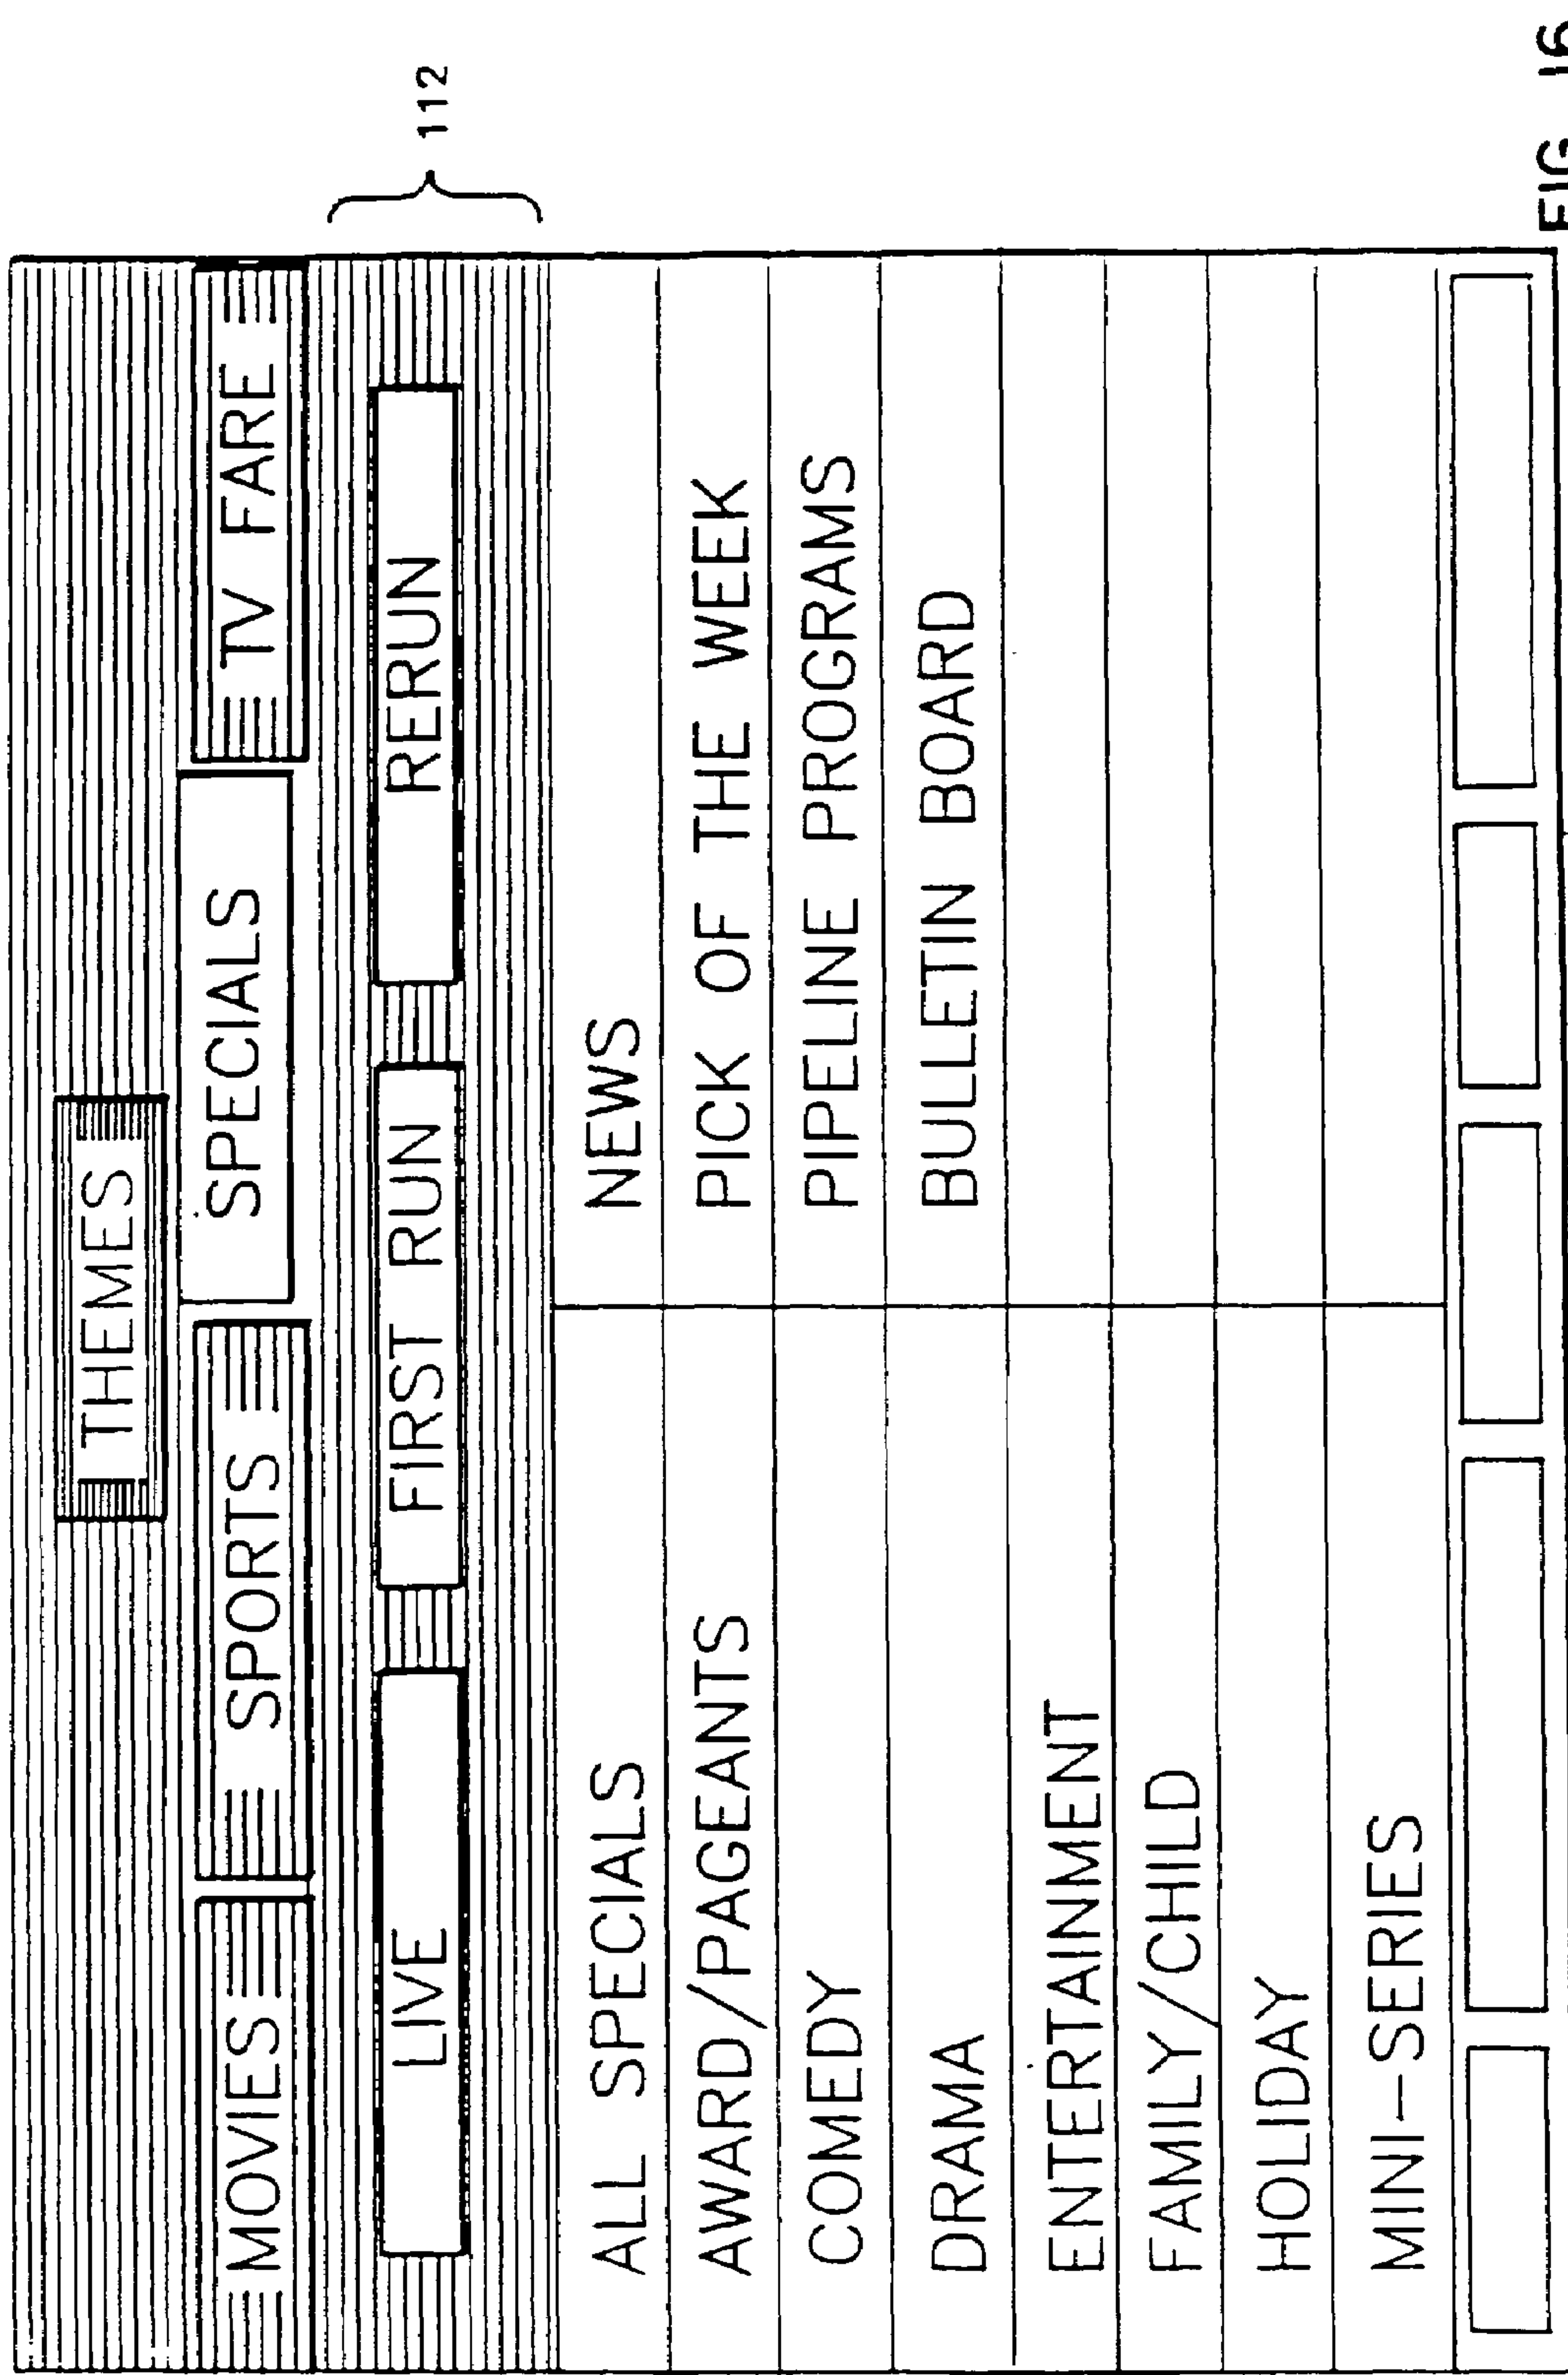 THEMES
MOVIES SPORTS SPECIALS TV FARE
LIVE FIRST RUN RERUN
112
ALL SPECIALS NEWS
AWARD/PAGEANTS PICK OF THE WEEK
COMEDY PIPELINE PROGRAMS
DRAMA BULLETIN BOARD
ENTERTAINMENT
FAMILY/CHILD
HOLIDAY
MINI-SERIES
FIG 16